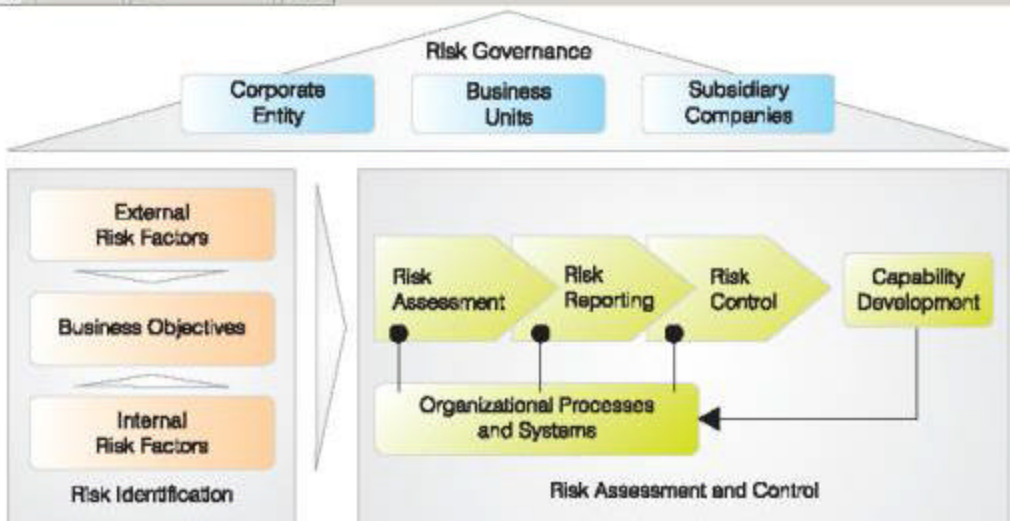 Risk Governance
Corporate
Entity
Business
Units
Subsidiary
Companies
External
Risk Factors
Business Objectives
Internal
Risk Factors
Risk Identification
Risk
Assessment
Risk
Reporting
Risk
Control
Capability
Development
Organizational Processes
and Systems
Risk Assessment and Control